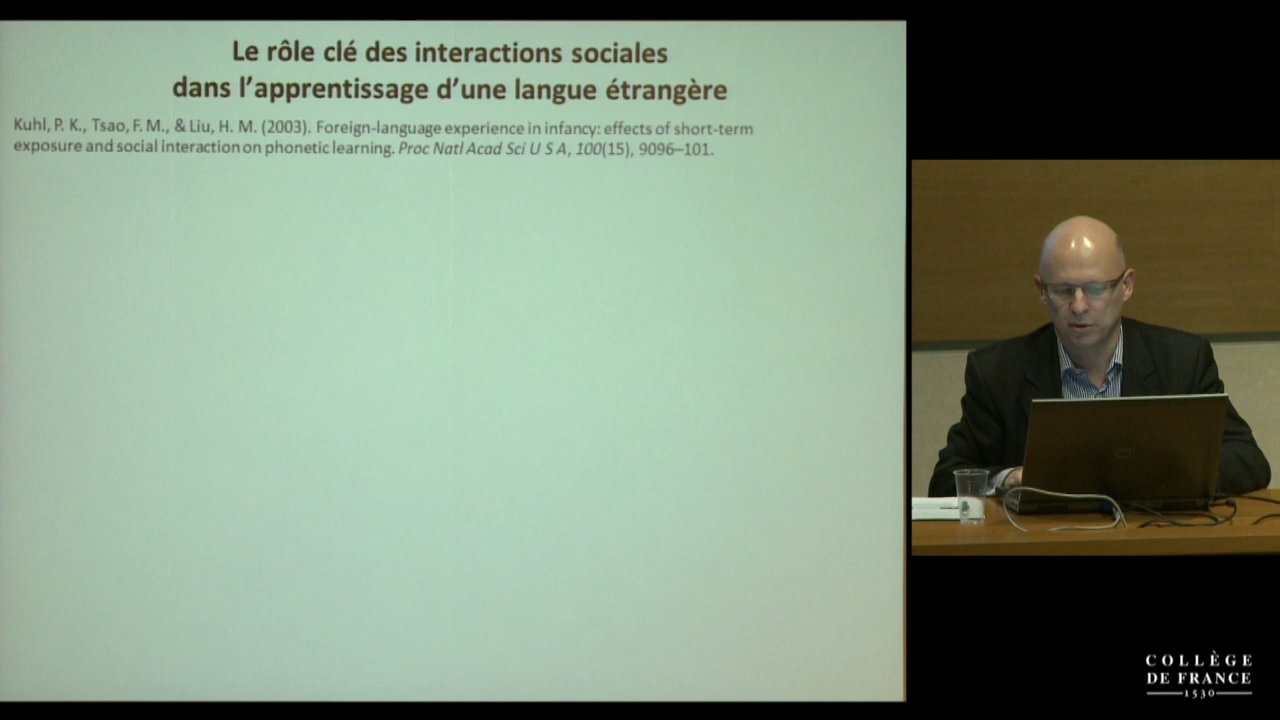 Le rôle clé des interactions sociales
dans l'apprentissage d'une langue étrangère
Kuhl, P. K., Tsao, F. M., & Liu, H. M. (2003). Foreign-language experience in infancy: effects of short-term
exposure and social interaction on phonetic learning. Proc Natl Acad Sci U S A, 100(15), 9096–101.
COLLÈGE
DE FRANCE
1530